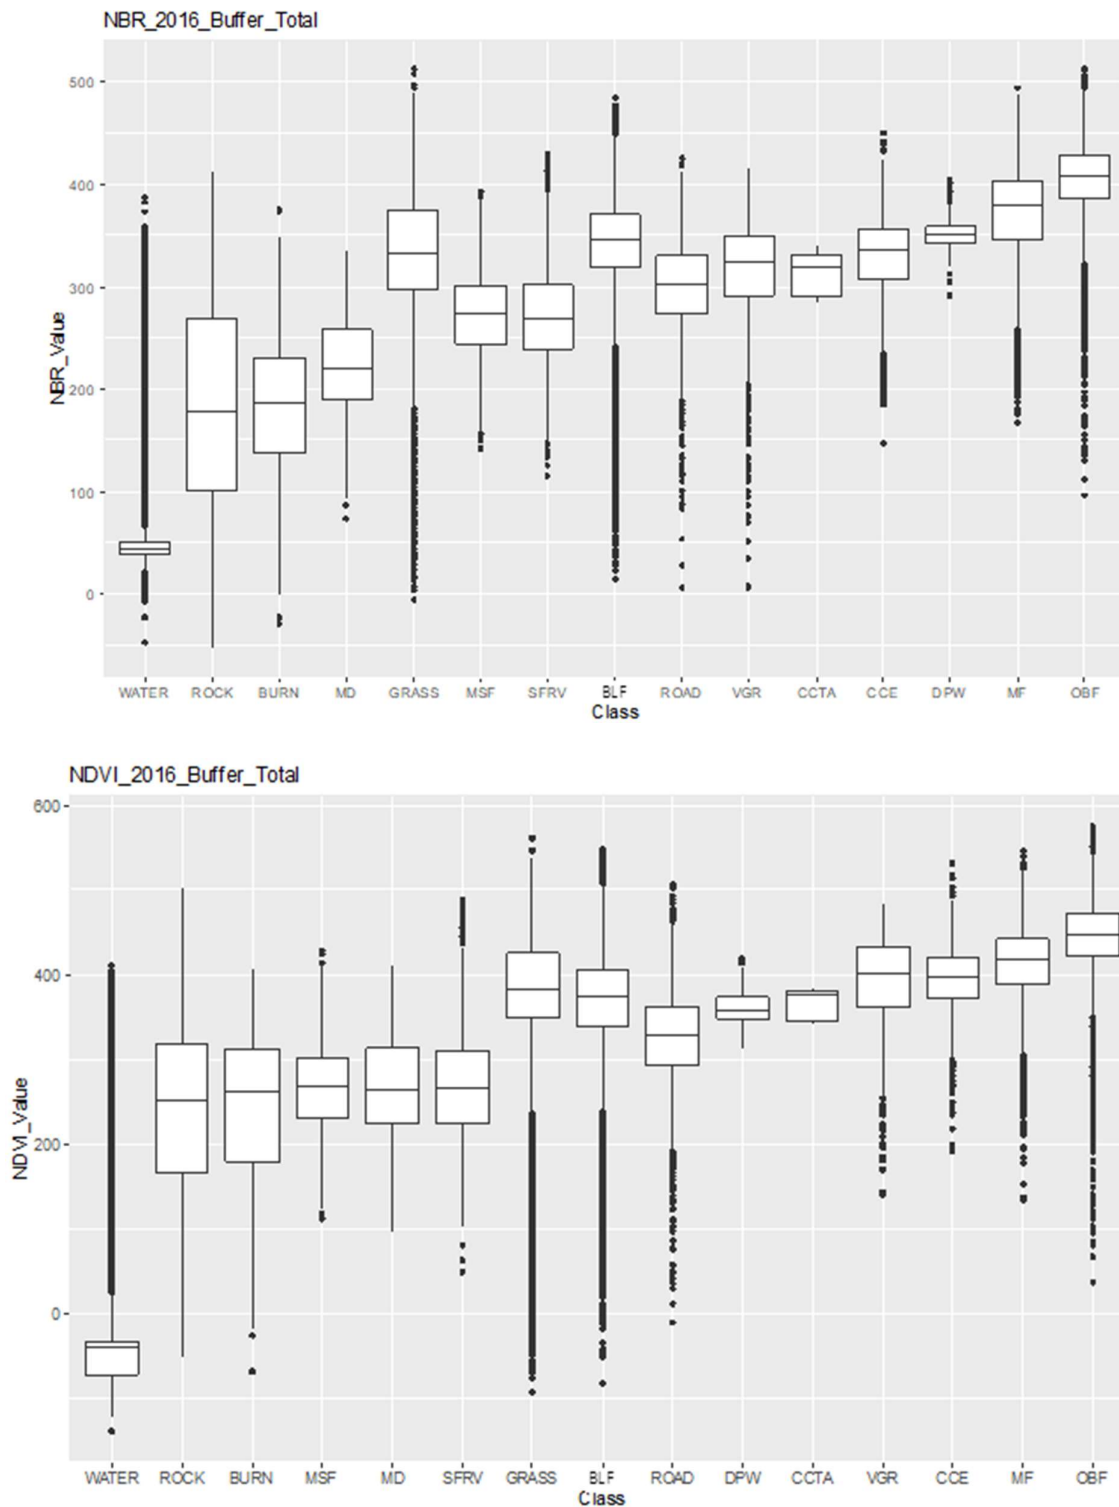 NBR_2016_Buffer_Total
500
400
300
200
100
0
NBR_Value
WATER ROCK BURN MD GRASS MSF SFRV BLF ROAD VGR CCTA CCE DPW MF OBF
Class
NDVI_2016_Buffer_Total
600
400
200
0
NDVI_Value
WATER ROCK BURN MSF MD SFRV GRASS BLF ROAD DPW CCTA VGR CCE MF OBF
Class